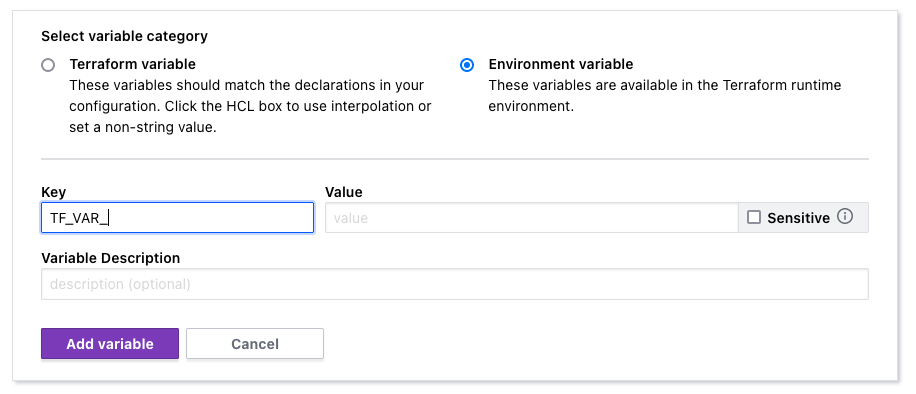 Select variable category
Terraform variable
These variables should match the declarations in your
configuration. Click the HCL box to use interpolation or
set a non-string value.
Environment variable
These variables are available in the Terraform runtime
environment.
Key
TF_VAR_
Value
value
Sensitive
Variable Description
description (optional)
Add variable
Cancel